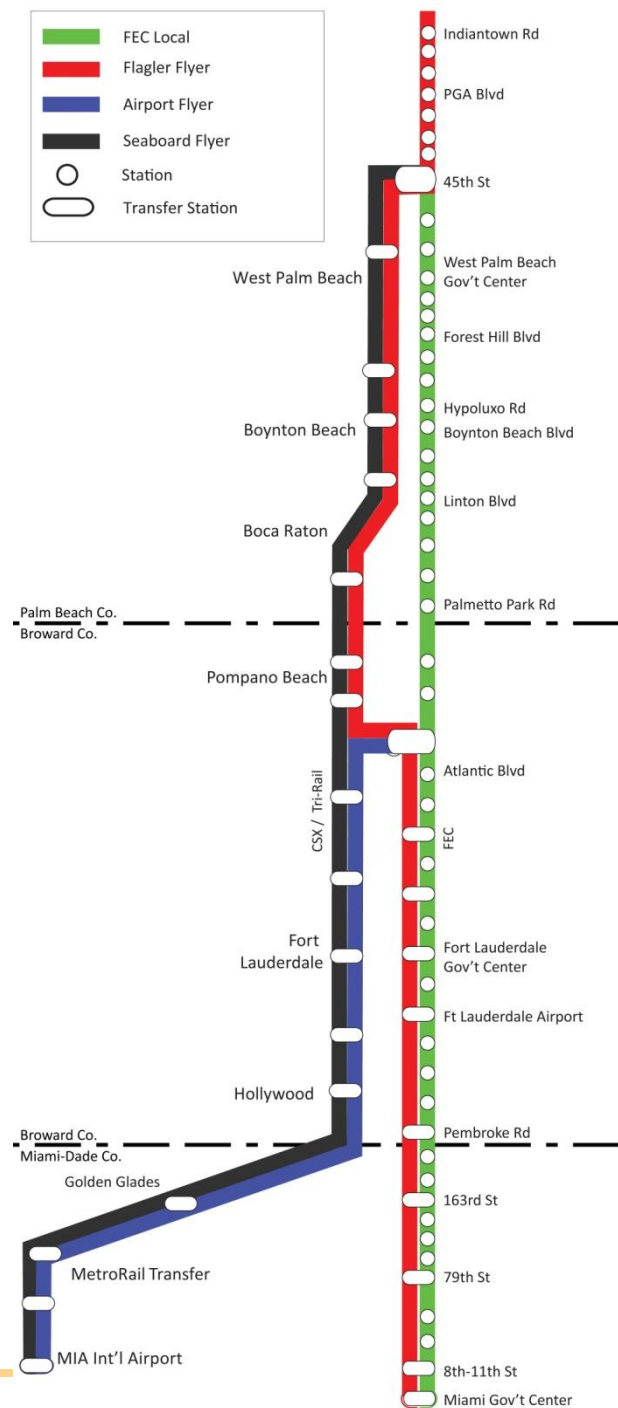 FEC Local
Flagler Flyer
Airport Flyer
Seaboard Flyer
Station
Transfer Station
Indiantown Rd
PGA Blvd
45th St
West Palm Beach
West Palm Beach
Gov't Center
Forest Hill Blvd
Hypoluxo Rd
Boynton Beach
Boynton Beach Blvd
Linton Blvd
Boca Raton
Palmetto Park Rd
Palm Beach Co.
Broward Co.
Pompano Beach
Atlantic Blvd
CSX / Tri-Rail
FEC
Fort
Lauderdale
Fort Lauderdale
Gov't Center
Ft Lauderdale Airport
Hollywood
Pembroke Rd
Broward Co.
Miami-Dade Co.
Golden Glades
163rd St
MetroRail Transfer
79th St
MIA Int'l Airport
8th-11th St
Miami Gov't Center